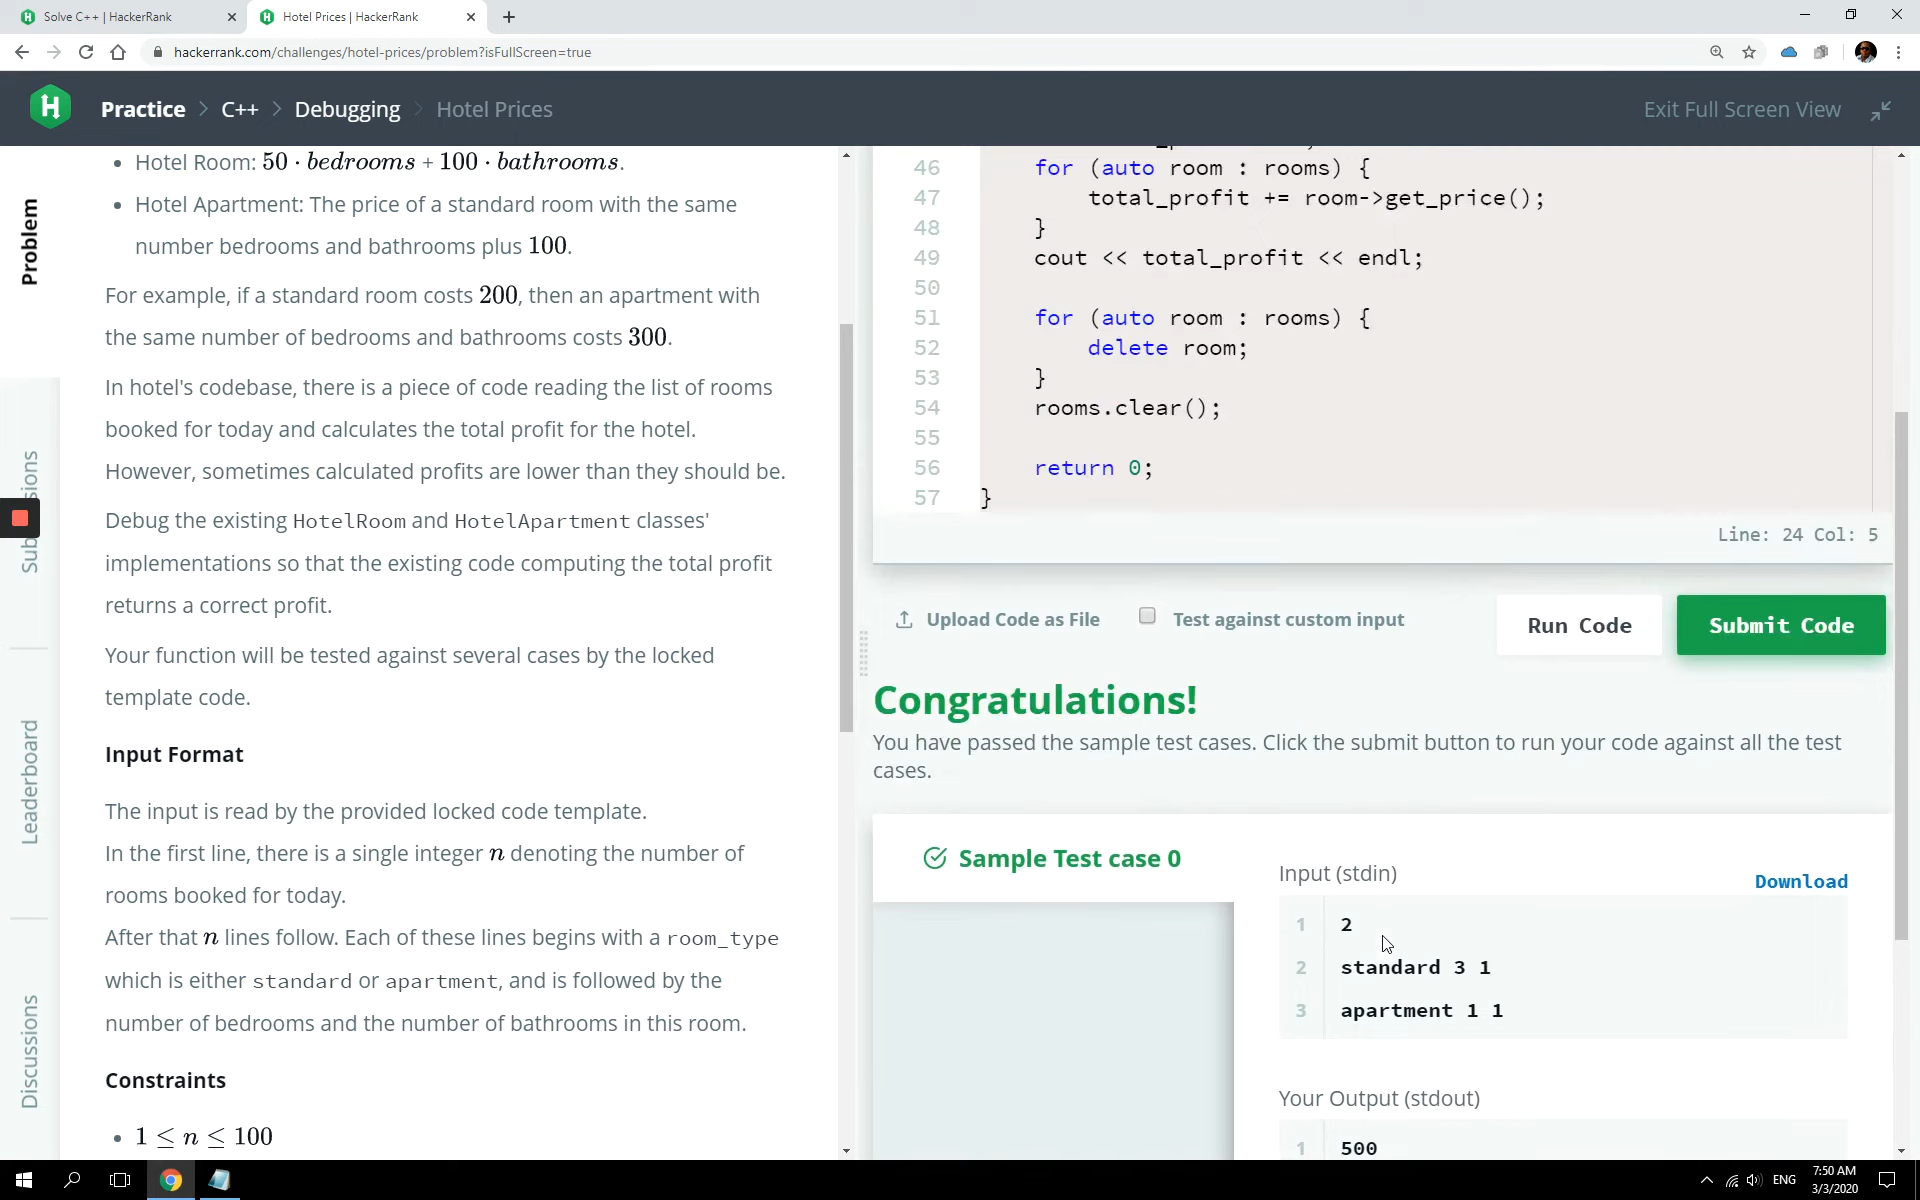 Solve C++ | HackerRank
Hotel Prices | HackerRank
hackerrank.com/challenges/hotel-prices/problem?isFullScreen=true
H
Practice > C++ > Debugging > Hotel Prices
Exit Full Screen View
Problem
Submissions
Leaderboard
Discussions
• Hotel Room: 50 · bedrooms + 100 · bathrooms.
• Hotel Apartment: The price of a standard room with the same
number bedrooms and bathrooms plus 100.
For example, if a standard room costs 200, then an apartment with
the same number of bedrooms and bathrooms costs 300.
In hotel's codebase, there is a piece of code reading the list of rooms
booked for today and calculates the total profit for the hotel.
However, sometimes calculated profits are lower than they should be.
Debug the existing HotelRoom and HotelApartment classes'
implementations so that the existing code computing the total profit
returns a correct profit.
Your function will be tested against several cases by the locked
template code.
Input Format
The input is read by the provided locked code template.
In the first line, there is a single integer n denoting the number of
rooms booked for today.
After that n lines follow. Each of these lines begins with a room_type
which is either standard or apartment, and is followed by the
number of bedrooms and the number of bathrooms in this room.
Constraints
• 1 ≤ n ≤ 100
46 for (auto room : rooms) {
47 total_profit += room->get_price();
48 }
49 cout << total_profit << endl;
50
51 for (auto room : rooms) {
52 delete room;
53 }
54 rooms.clear();
55
56 return 0;
57 }
Line: 24 Col: 5
Upload Code as File
Test against custom input
Run Code
Submit Code
Congratulations!
You have passed the sample test cases. Click the submit button to run your code against all the test
cases.
Sample Test case 0
Input (stdin)
Download
1 2
2 standard 3 1
3 apartment 1 1
Your Output (stdout)
1 500
ENG
7:50 AM
3/3/2020